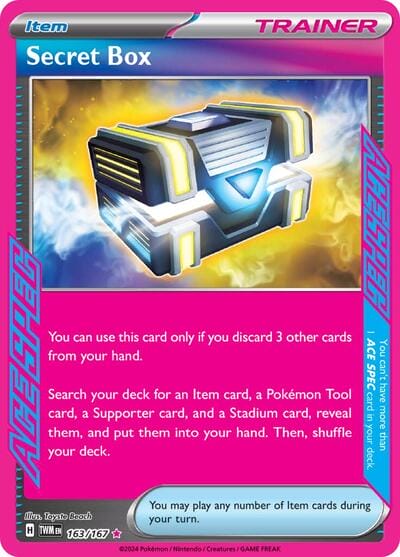 Item
TRAINER
Secret Box
ACE SPEC
ACE SPEC
You can use this card only if you discard 3 other cards
from your hand.
Search your deck for an Item card, a Pokémon Tool
card, a Supporter card, and a Stadium card, reveal
them, and put them into your hand. Then, shuffle
your deck.
You can't have more than
1 ACE SPEC card in your deck.
Illus. Tayste Beach
H TWM EN 163/167
You may play any number of Item cards during
your turn.
©2024 Pokémon / Nintendo / Creatures / GAME FREAK